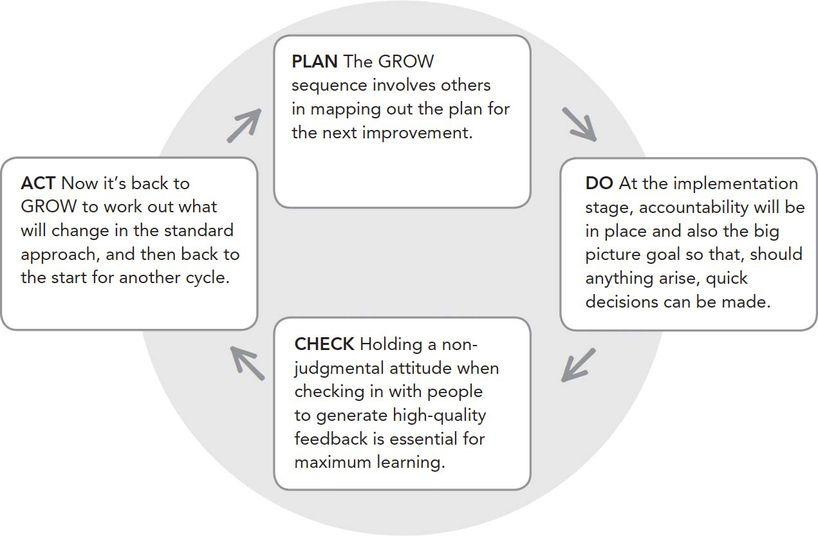 PLAN The GROW
sequence involves others
in mapping out the plan for
the next improvement.
ACT Now it’s back to
GROW to work out what
will change in the standard
approach, and then back to
the start for another cycle.
DO At the implementation
stage, accountability will be
in place and also the big
picture goal so that, should
anything arise, quick
decisions can be made.
CHECK Holding a non-
judgmental attitude when
checking in with people
to generate high-quality
feedback is essential for
maximum learning.